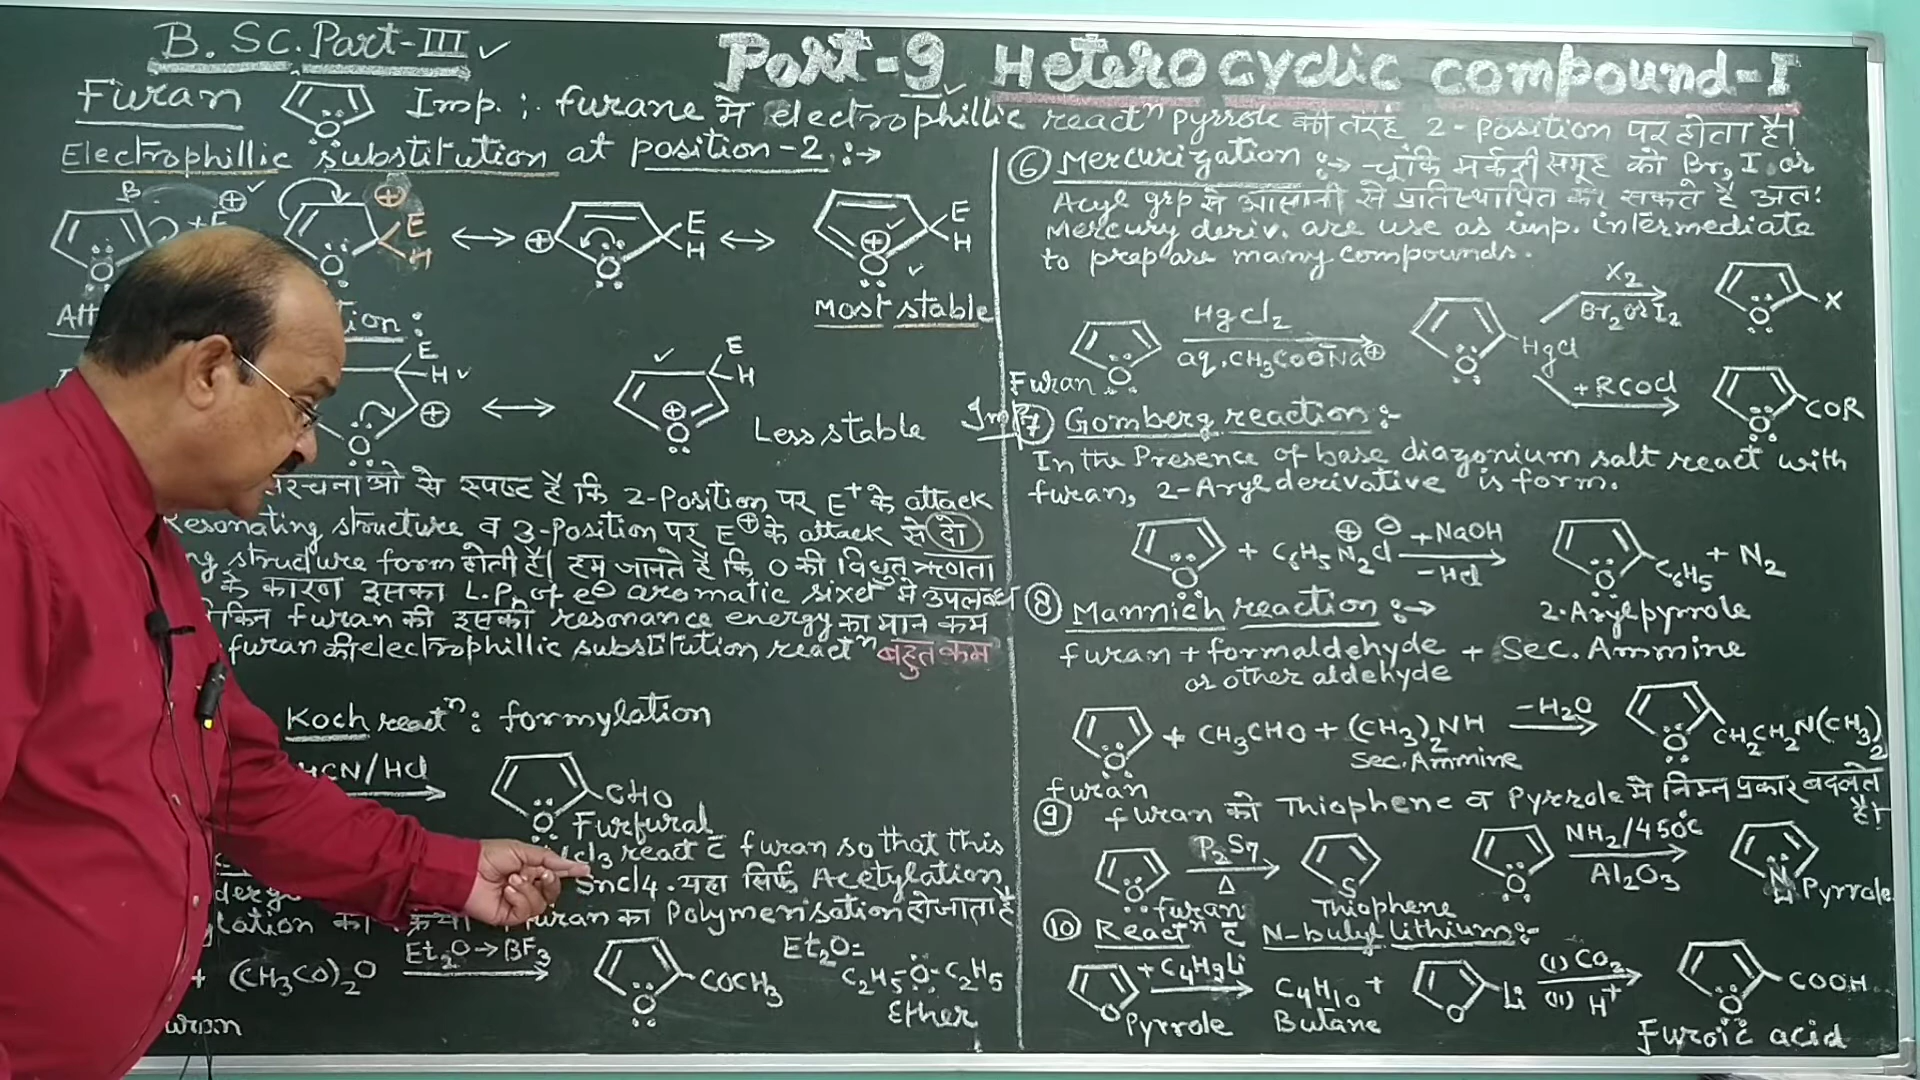 B.Sc. Part-III
Part-9 Heterocyclic compound-I
Furan
Imp.: furane में electrophillic reactⁿ pyrrole की तरह 2-position पर होता है।
Electrophillic substitution at position-2 :→
B
E
H
E
H
E
H
Most stable
E
H
E
H
Less stable
से स्पष्ट है कि 2-Position पर E⁺ के attack
Resonating structure व 3-position पर E⊕ के attack से दो
structure form होती है। हम जानते है कि O की विधुत ऋणता
के कारण इसका L.P. of e⊖ aromatic sixet में उपलब्ध
furan की इसकी resonance energy का मान कम
furan की electrophillic substitution reactⁿ बहुत कम
Koch reactⁿ: formylation
HCN/HCl
CHO
Furfural
react c̄ furan so that this
SnCl4. यहा सिर्फ Acetylation
furan का Polymerisation हो जाता है
+ (CH₃CO)₂O
Et₂O→BF₃
COCH₃
Et₂O=
C₂H₅-O-C₂H₅
Ether
⑥ Mercurization :→ चूंकि मर्करी समूह को Br, I or
Acyl grp से आसानी से प्रतिस्थापित कर सकते है अतः
Mercury deriv. are use as imp. intermediate
to prepare many compounds.
Furan
HgCl₂
aq. CH₃COO⁻Na⊕
HgCl
X₂
Br₂ or I₂
X
+RCOCl
COR
Imp
⑦ Gomberg reaction :-
In the Presence of base diazonium salt react with
furan, 2-Aryl derivative is form.
+ C₆H₅N₂Cl
⊕ ⊖
+NaOH
-HCl
C₆H₅ + N₂
2-Arylpyrrole
⑧ Mannich reaction :→
furan + formaldehyde + Sec. Ammine
or other aldehyde
+ CH₃CHO + (CH₃)₂NH
-H₂O
CH₂CH₂N(CH₃)₂
Sec. Ammine
furan
⑨ furan को Thiophene व Pyrrole में निम्न प्रकार बदलते है।
P₂S₇
Δ
furan
S
Thiophene
NH₂/450°c
Al₂O₃
N
H
Pyrrole
⑩ Reactⁿ c̄ N-butyl lithium:-
+C₄H₉Li
Pyrrole
C₄H₁₀ +
Butane
Li
(I) CO₂
(II) H⁺
COOH
Furoic acid